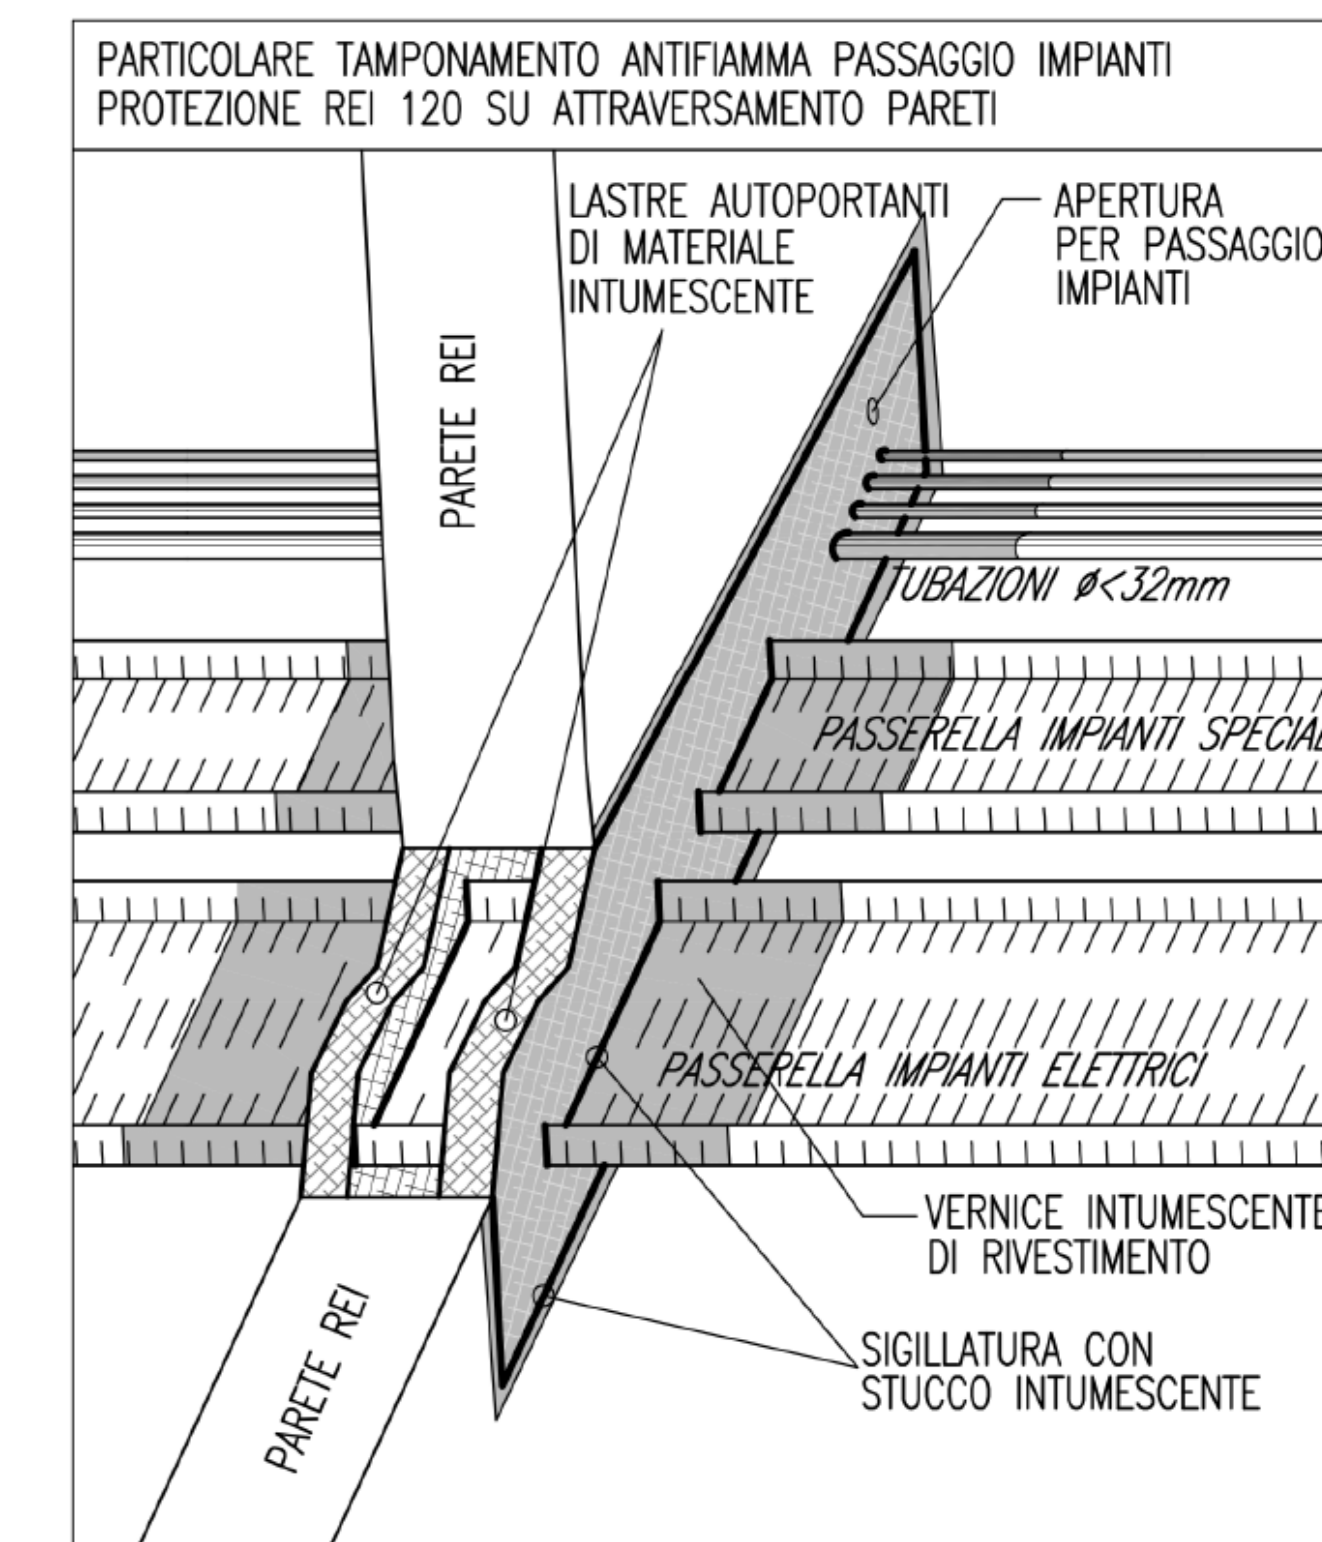 PARTICOLARE TAMPONAMENTO ANTIFIAMMA PASSAGGIO IMPIANTI
PROTEZIONE REI 120 SU ATTRAVERSAMENTO PARETI
LASTRE AUTOPORTANTI
DI MATERIALE
INTUMESCENTE
APERTURA
PER PASSAGGIO
IMPIANTI
PARETE REI
TUBAZIONI ø<32mm
PASSERELLA IMPIANTI SPECIAL
PASSERELLA IMPIANTI ELETTRICI
VERNICE INTUMESCENTE
DI RIVESTIMENTO
PARETE REI
SIGILLATURA CON
STUCCO INTUMESCENTE